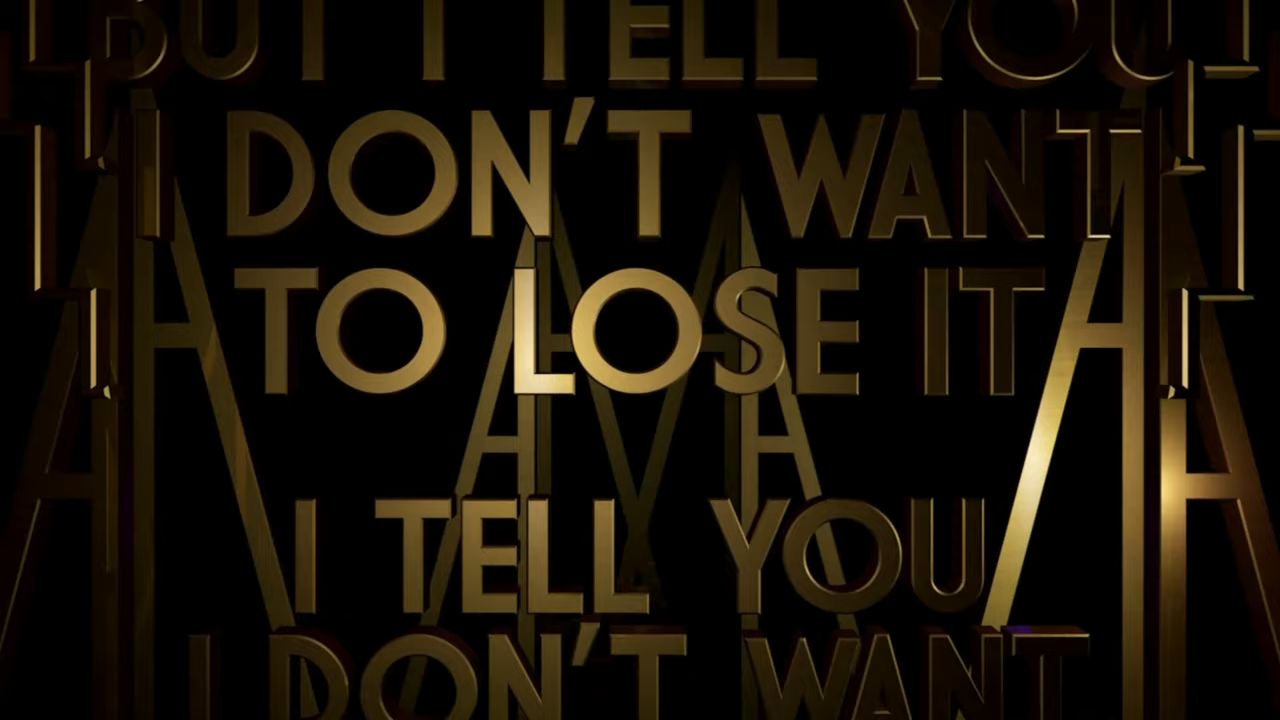 BUT I TELL YOU
I DON'T WANT
TO LOSE IT
I TELL YOU
I DON'T WANT